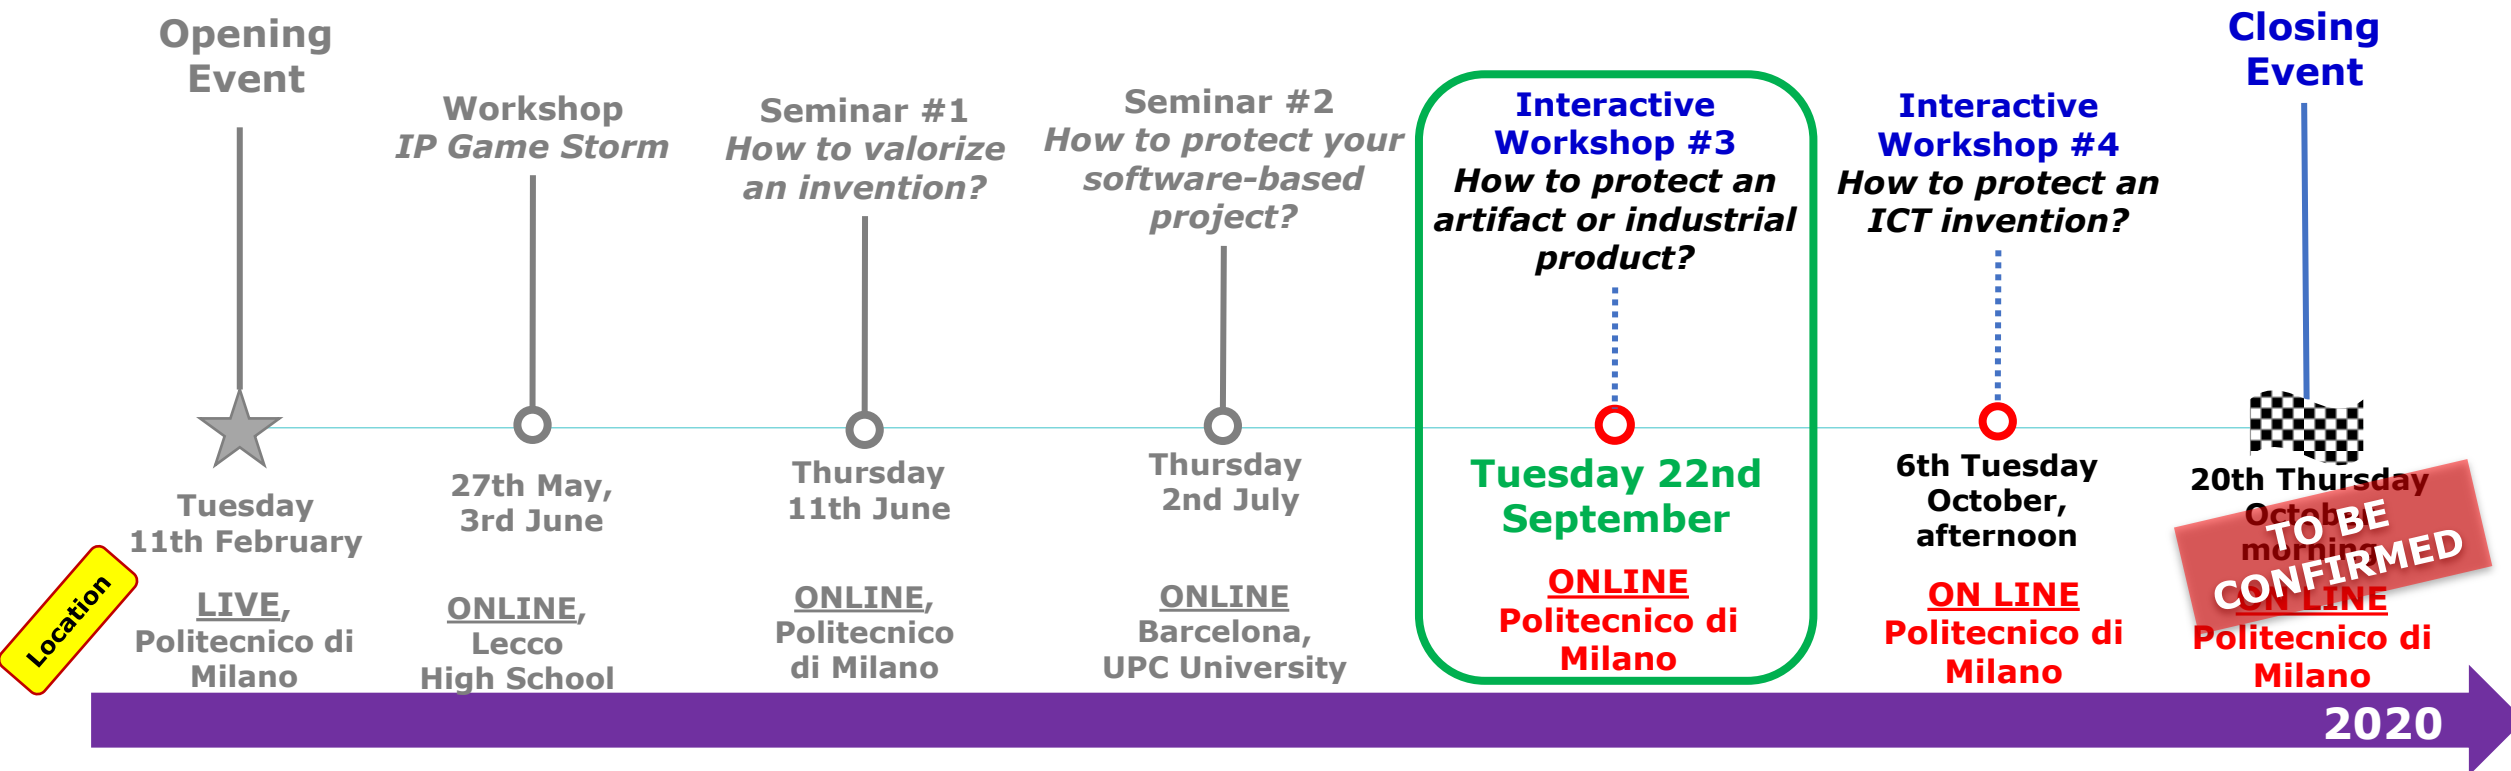 Opening
Event
Tuesday
11th February
LIVE,
Politecnico di
Milano
Workshop
IP Game Storm
27th May,
3rd June
ONLINE,
Lecco
High School
Seminar #1
How to valorize
an invention?
Thursday
11th June
ONLINE,
Politecnico
di Milano
Seminar #2
How to protect your
software-based
project?
Thursday
2nd July
ONLINE
Barcelona,
UPC University
Interactive
Workshop #3
How to protect an
artifact or industrial
product?
Tuesday 22nd
September
ONLINE
Politecnico di
Milano
Interactive
Workshop #4
How to protect an
ICT invention?
6th Tuesday
October,
afternoon
ON LINE
Politecnico di
Milano
Closing
Event
20th Thursday
October
morning
TO BE
CONFIRMED
ON LINE
Politecnico di
Milano
Location
2020